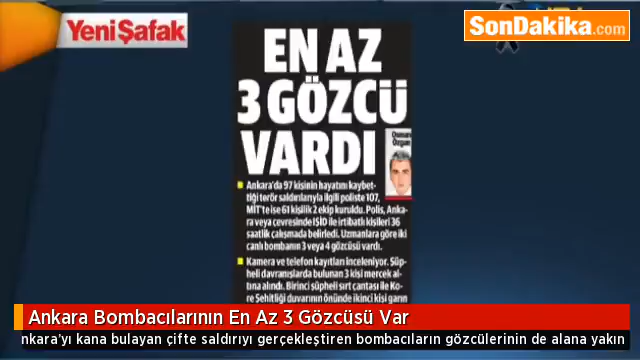 Yeni Şafak
SonDakika.com
EN AZ
3 GÖZCÜ
VARDI
Özgan
Ankara'da 97 kişinin hayatını kaybet-
tiği terör saldırılarıyla ilgili poliste 107,
MİT'te ise 61 kişilik 2 ekip kuruldu. Polis, Anka-
ra veya çevresinde IŞİD ile irtibatlı kişileri 36
saatlik çalışmada belirledi. Uzmanlara göre iki
canlı bombanın 3 veya 4 gözcüsü vardı.
Kamera ve telefon kayıtları inceleniyor. Şüp-
heli davranışlarda bulunan 3 kişi mercek al-
tına alındı. Birinci şüpheli sırt çantası ile Ko-
re Şehitliği duvarının önünde ikinci kişi garın
Ankara Bombacılarının En Az 3 Gözcüsü Var
nkara'yı kana bulayan çifte saldırıyı gerçekleştiren bombacıların gözcülerinin de alana yakın